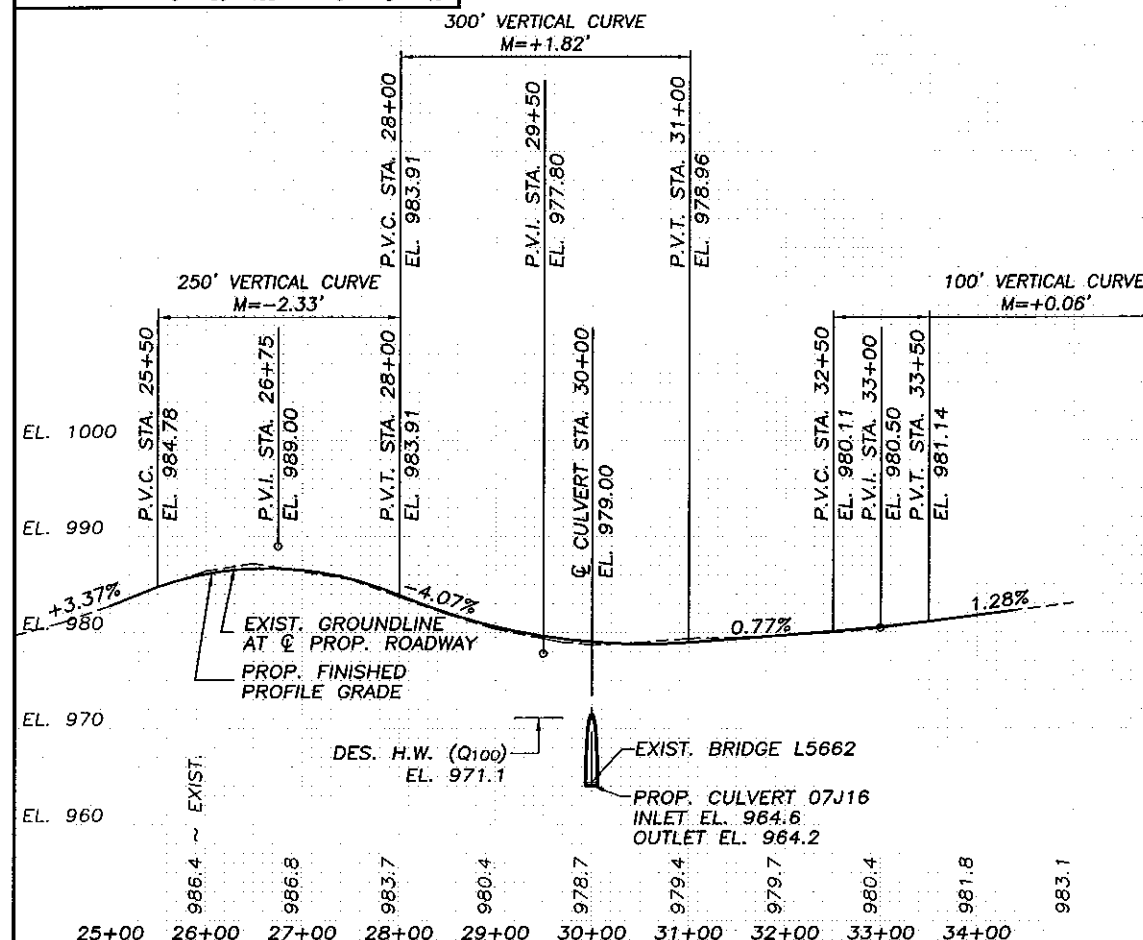 300' VERTICAL CURVE
M=+1.82'
P.V.C. STA. 28+00
EL. 983.91
P.V.I. STA. 29+50
EL. 977.80
P.V.T. STA. 31+00
EL. 978.96
250' VERTICAL CURVE
M=-2.33'
100' VERTICAL CURVE
M=+0.06'
P.V.C. STA. 25+50
EL. 984.78
P.V.I. STA. 26+75
EL. 989.00
P.V.T. STA. 28+00
EL. 983.91
℄ CULVERT STA. 30+00
EL. 979.00
P.V.C. STA. 32+50
EL. 980.11
P.V.I. STA. 33+00
EL. 980.50
P.V.T. STA. 33+50
EL. 981.14
EL. 1000
EL. 990
EL. 980
EL. 970
EL. 960
+3.37%
-4.07%
0.77%
1.28%
EXIST. GROUNDLINE
AT ℄ PROP. ROADWAY
PROP. FINISHED
PROFILE GRADE
DES. H.W. (Q100)
EL. 971.1
EXIST. BRIDGE L5662
PROP. CULVERT 07J16
INLET EL. 964.6
OUTLET EL. 964.2
986.4 ~ EXIST.
986.8
983.7
980.4
978.7
979.4
979.7
980.4
981.8
983.1
25+00 26+00 27+00 28+00 29+00 30+00 31+00 32+00 33+00 34+00